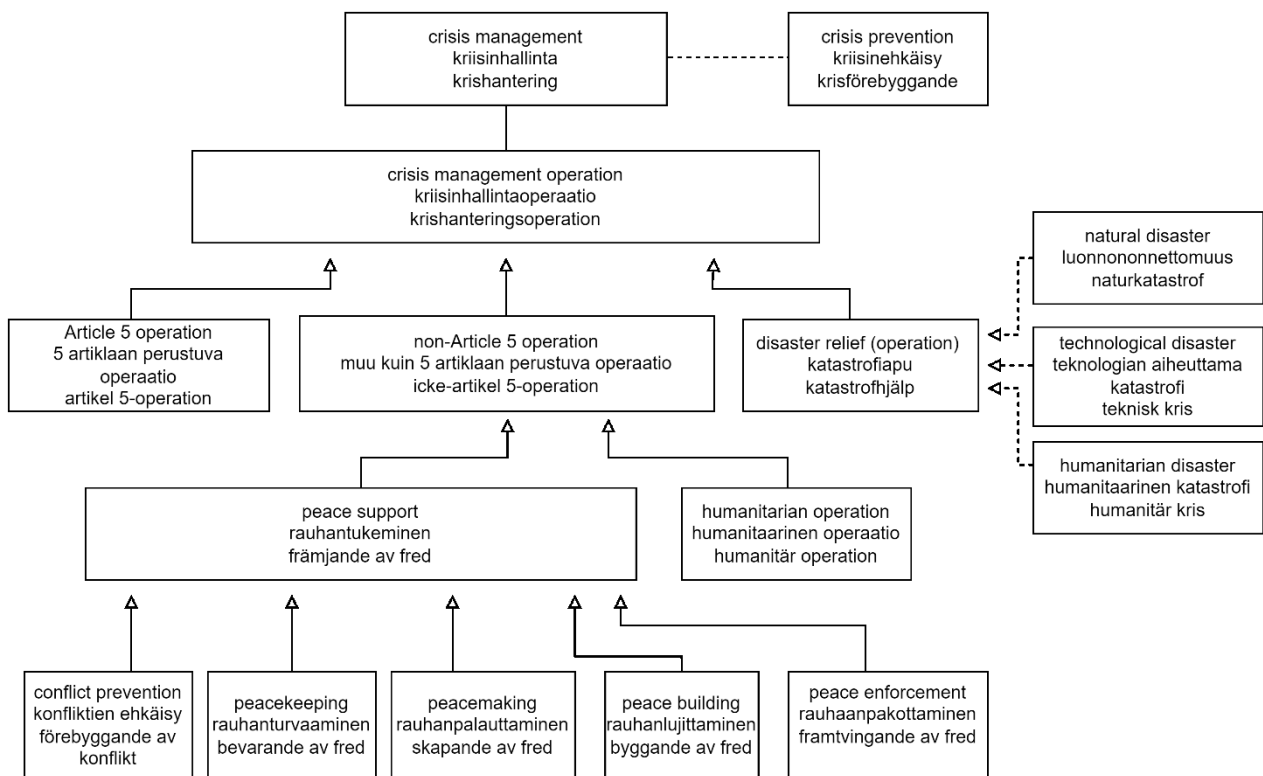 crisis management
kriisinhallinta
krishantering
crisis prevention
kriisinehkäisy
krisförebyggande
crisis management operation
kriisinhallintaoperaatio
krishanteringsoperation
natural disaster
luonnononnettomuus
naturkatastrof
Article 5 operation
5 artiklaan perustuva
operaatio
artikel 5-operation
non-Article 5 operation
muu kuin 5 artiklaan perustuva operaatio
icke-artikel 5-operation
disaster relief (operation)
katastrofiapu
katastrofhjälp
technological disaster
teknologian aiheuttama
katastrofi
teknisk kris
humanitarian disaster
humanitaarinen katastrofi
humanitär kris
peace support
rauhantukeminen
främjande av fred
humanitarian operation
humanitaarinen operaatio
humanitär operation
conflict prevention
konfliktien ehkäisy
förebyggande av
konflikt
peacekeeping
rauhanturvaaminen
bevarande av fred
peacemaking
rauhanpalauttaminen
skapande av fred
peace building
rauhanlujittaminen
byggande av fred
peace enforcement
rauhaanpakottaminen
framtvingande av fred